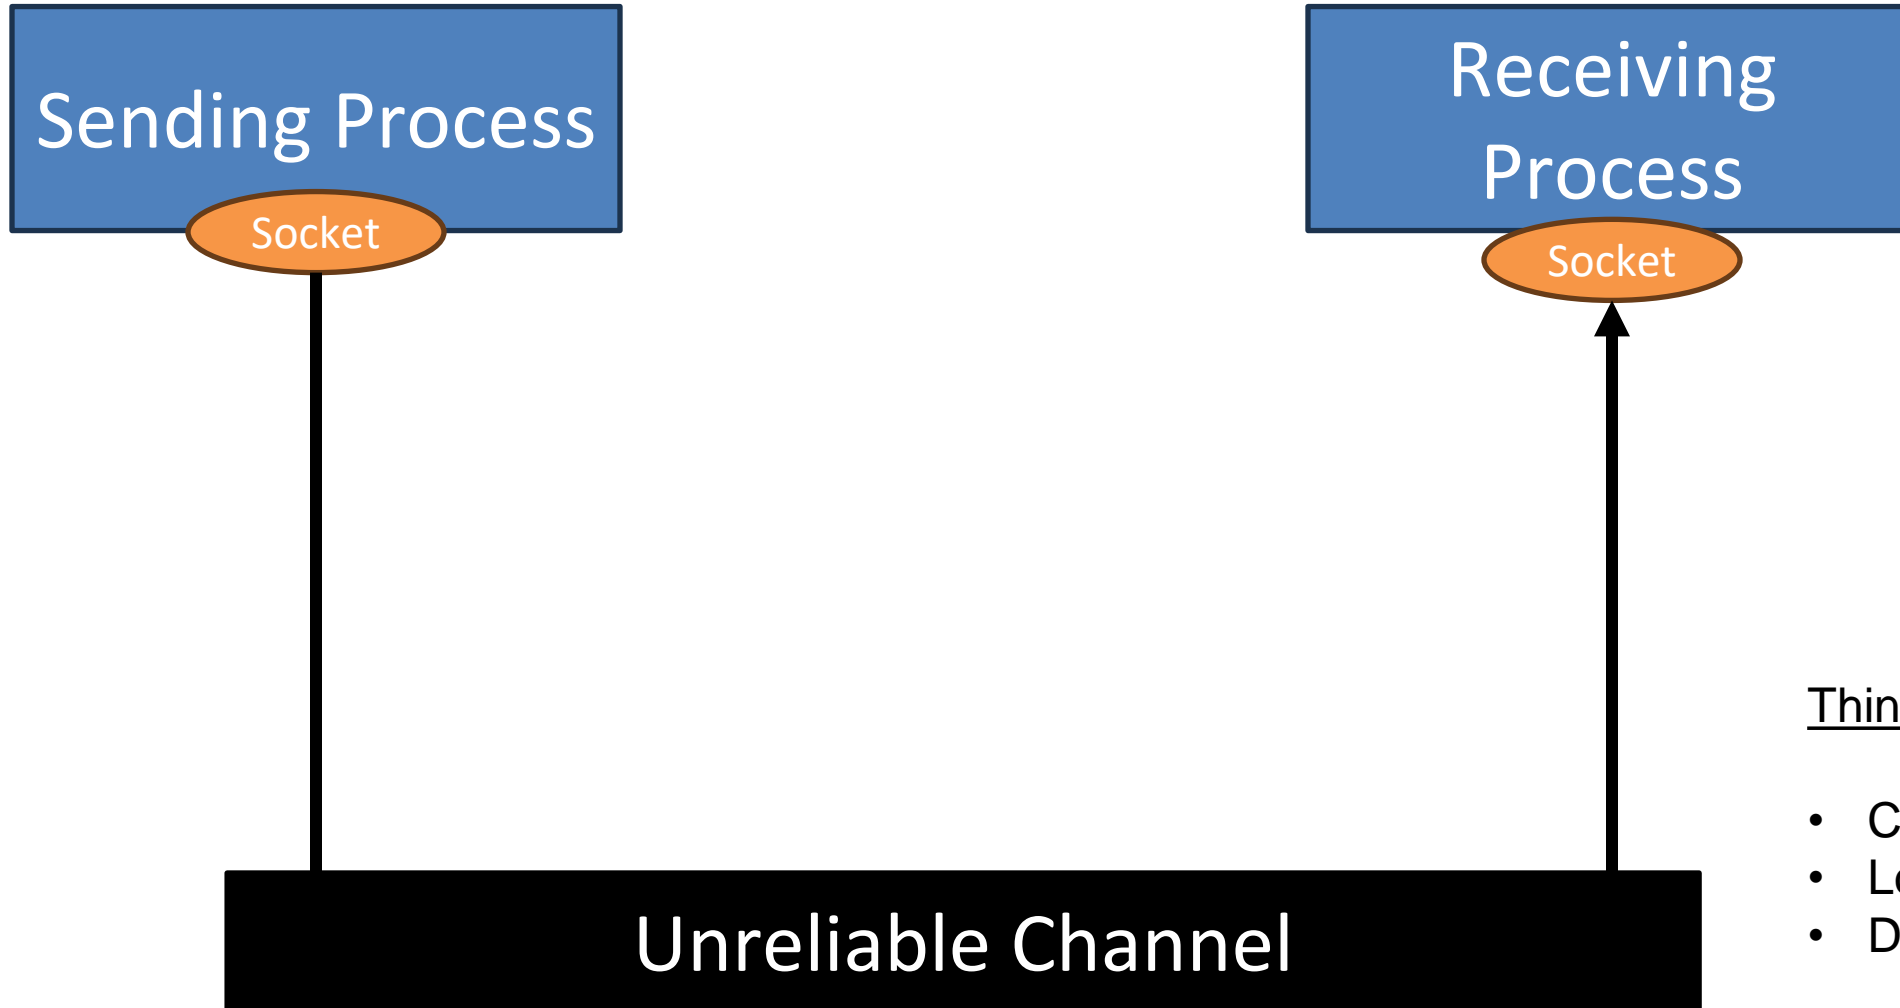 Sending Process
Socket
Receiving
Process
Socket
Unreliable Channel